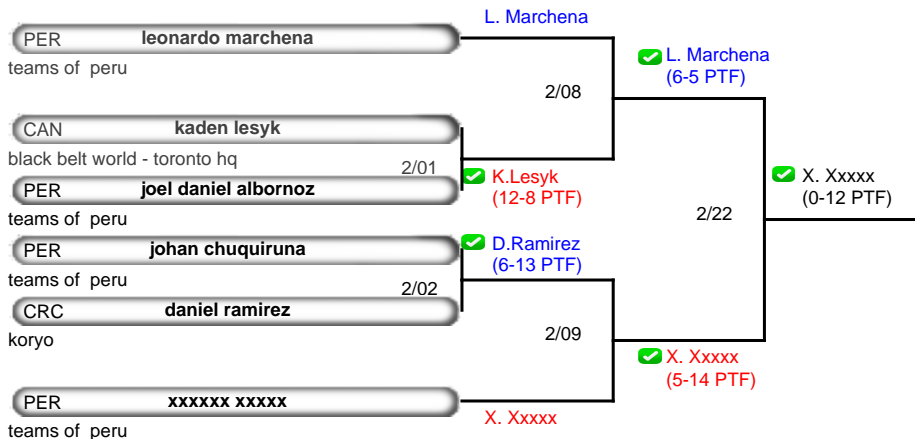 L. Marchena
PER leonardo marchena
teams of peru
L. Marchena
(6-5 PTF)
2/08
CAN kaden lesyk
black belt world - toronto hq
2/01
K.Lesyk
(12-8 PTF)
PER joel daniel albornoz
teams of peru
X. Xxxxx
(0-12 PTF)
2/22
PER johan chuquiruna
teams of peru
D.Ramirez
(6-13 PTF)
2/02
CRC daniel ramirez
koryo
2/09
X. Xxxxx
(5-14 PTF)
PER xxxxxx xxxxx
teams of peru
X. Xxxxx